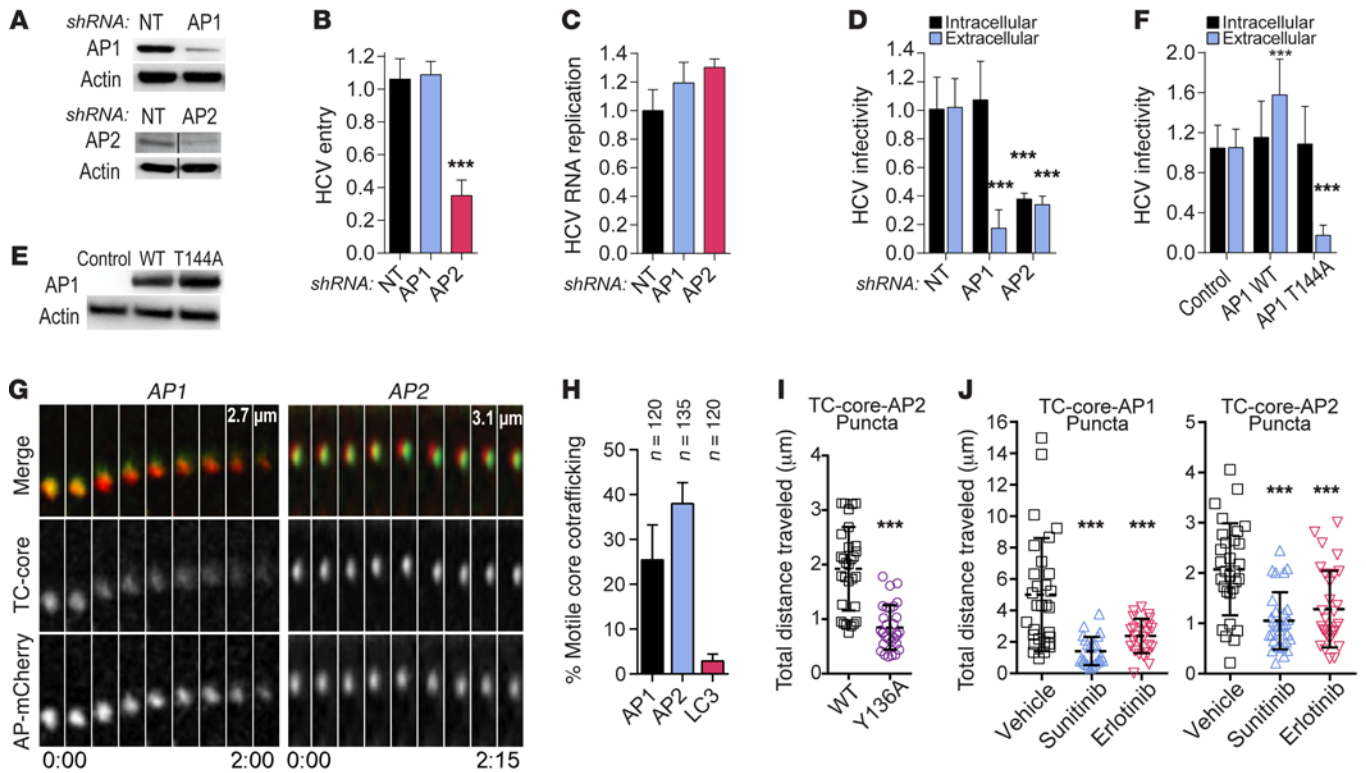 A
shRNA: NT AP1
AP1
Actin
shRNA: NT AP2
AP2
Actin
B
HCV entry
1.2
1.0
0.8
0.6
0.4
0.2
0.0
***
shRNA: NT AP1 AP2
C
HCV RNA replication
1.4
1.2
1.0
0.8
0.6
0.4
0.2
0.0
shRNA: NT AP1 AP2
D
Intracellular
Extracellular
HCV infectivity
1.4
1.2
1.0
0.8
0.6
0.4
0.2
0.0
***
***
***
shRNA: NT AP1 AP2
E
Control WT T144A
AP1
Actin
F
Intracellular
Extracellular
HCV infectivity
2.0
1.6
1.2
0.8
0.4
0.0
***
***
Control AP1 WT AP1 T144A
G
AP1 AP2
2.7 µm 3.1 µm
Merge
TC-core
AP-mCherry
0:00 2:00 0:00 2:15
H
n = 120 n = 135 n = 120
% Motile core cotrafficking
50
40
30
20
10
0
AP1 AP2 LC3
I
TC-core-AP2
Puncta
Total distance traveled (µm)
4
3
2
1
0
***
WT Y136A
J
TC-core-AP1
Puncta
Total distance traveled (µm)
16
14
12
10
8
6
4
2
0
*** ***
Vehicle Sunitinib Erlotinib
TC-core-AP2
Puncta
5
4
3
2
1
0
*** ***
Vehicle Sunitinib Erlotinib